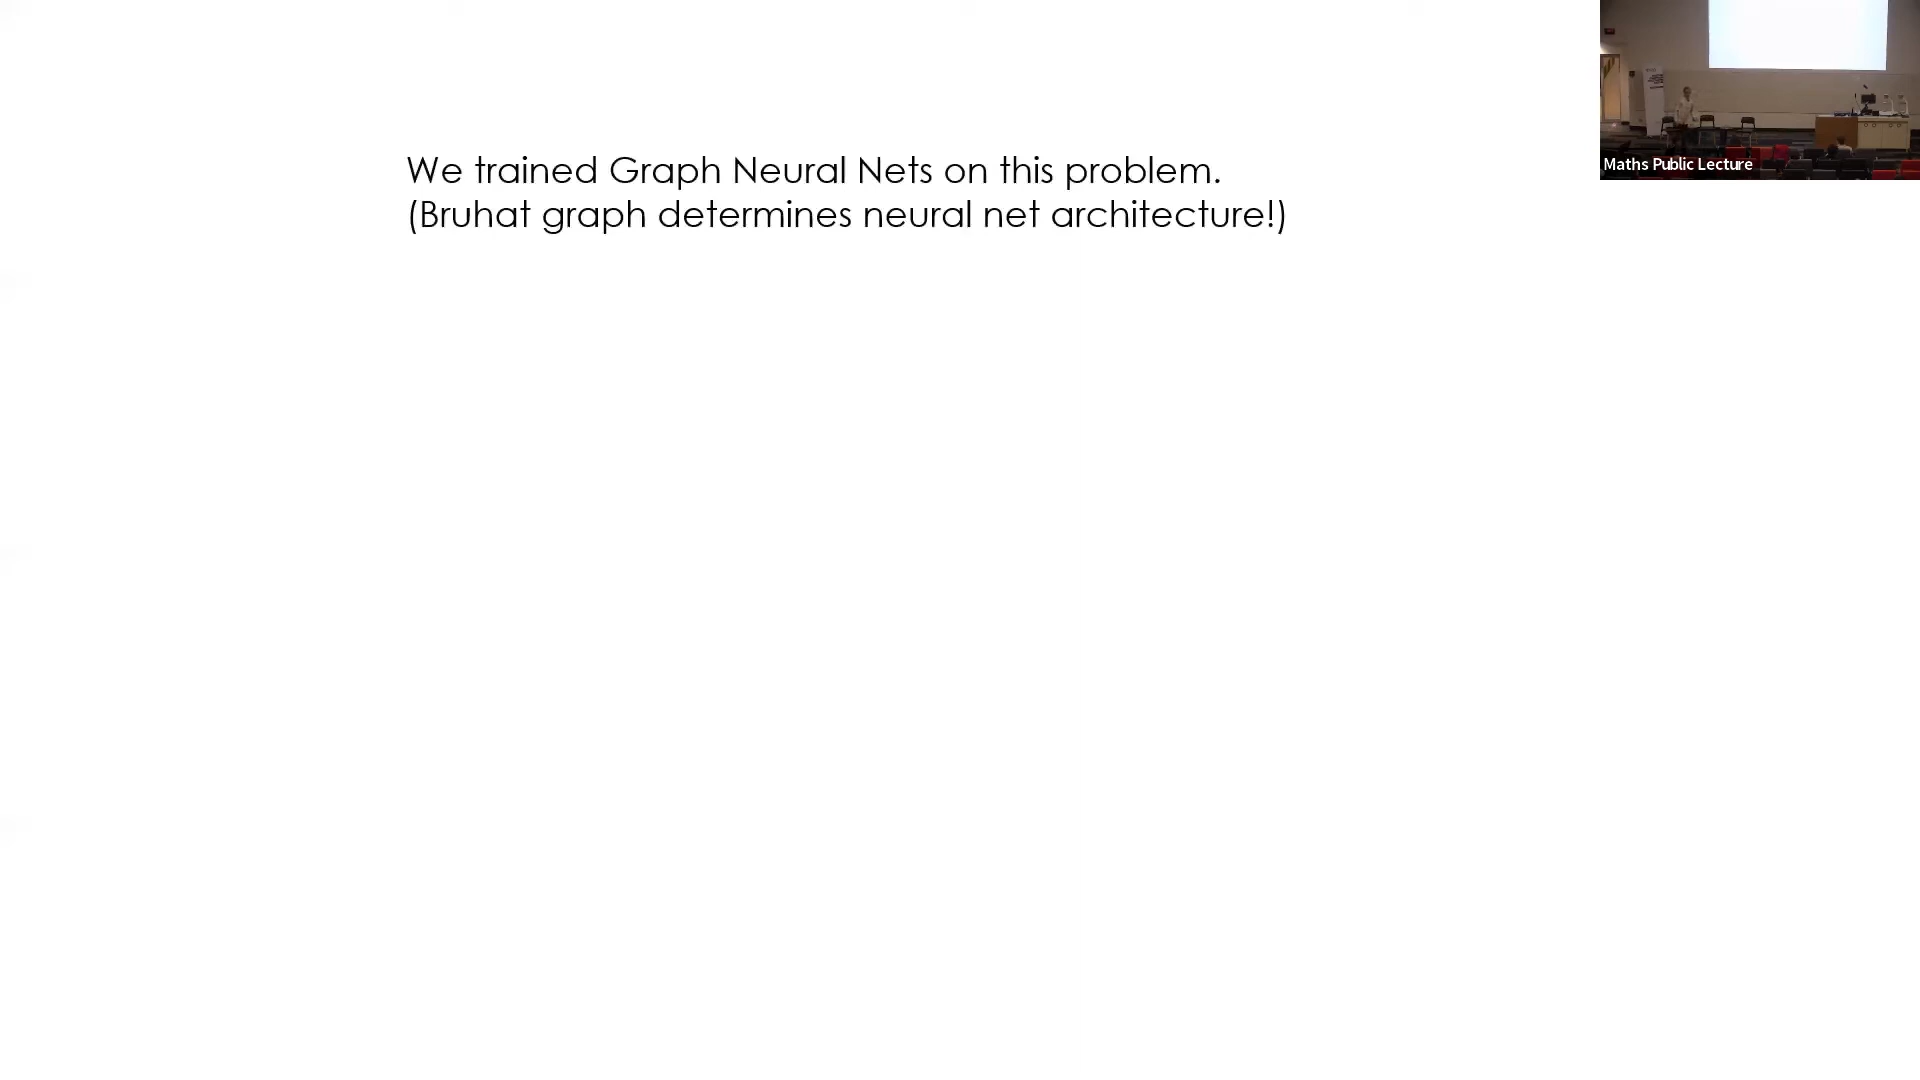 We trained Graph Neural Nets on this problem.
(Bruhat graph determines neural net architecture!)
Maths Public Lecture